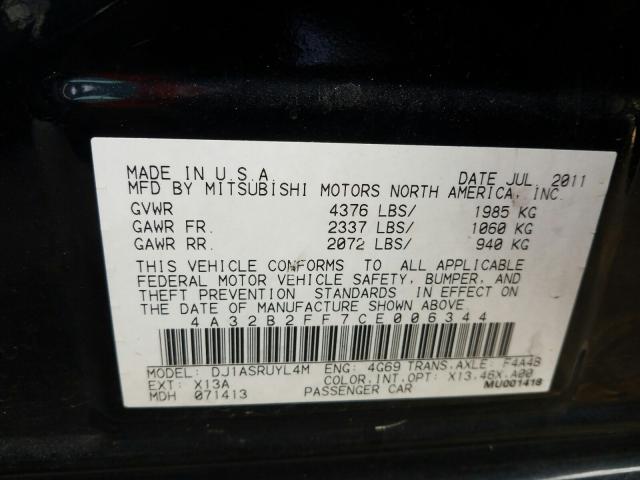 MADE IN U.S.A DATE JUL 2011
MFD BY MITSUBISHI MOTORS NORTH AMERICA, INC.
GVWR 4376 LBS/ 1985 KG
GAWR FR. 2337 LBS/ 1060 KG
GAWR RR. 2072 LBS/ 940 KG
THIS VEHICLE CONFORMS TO ALL APPLICABLE
FEDERAL MOTOR VEHICLE SAFETY, BUMPER, AND
THEFT PREVENTION STANDARDS IN EFFECT ON
THE DATE OF MANUFACTURE SHOWN ABOVE
4A32B2FF7CE006344
MODEL: DJ1ASRUYL4M ENG: 4G69 TRANS.AXLE: F4A4B
EXT: X13A COLOR,INT,OPT: X13,46X,A00
MDH 071413 PASSENGER CAR MU001418